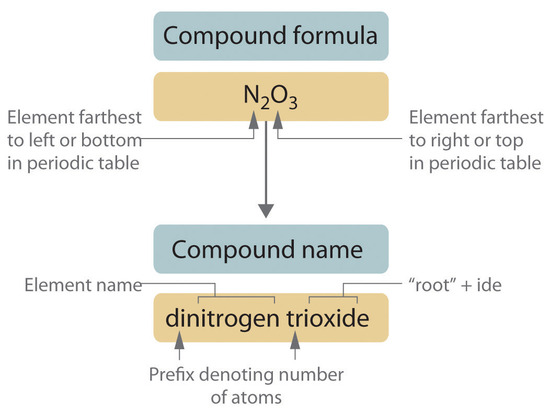 Compound formula
N₂O₃
Element farthest
to left or bottom
in periodic table
Element farthest
to right or top
in periodic table
Compound name
Element name
"root" + ide
dinitrogen trioxide
Prefix denoting number
of atoms